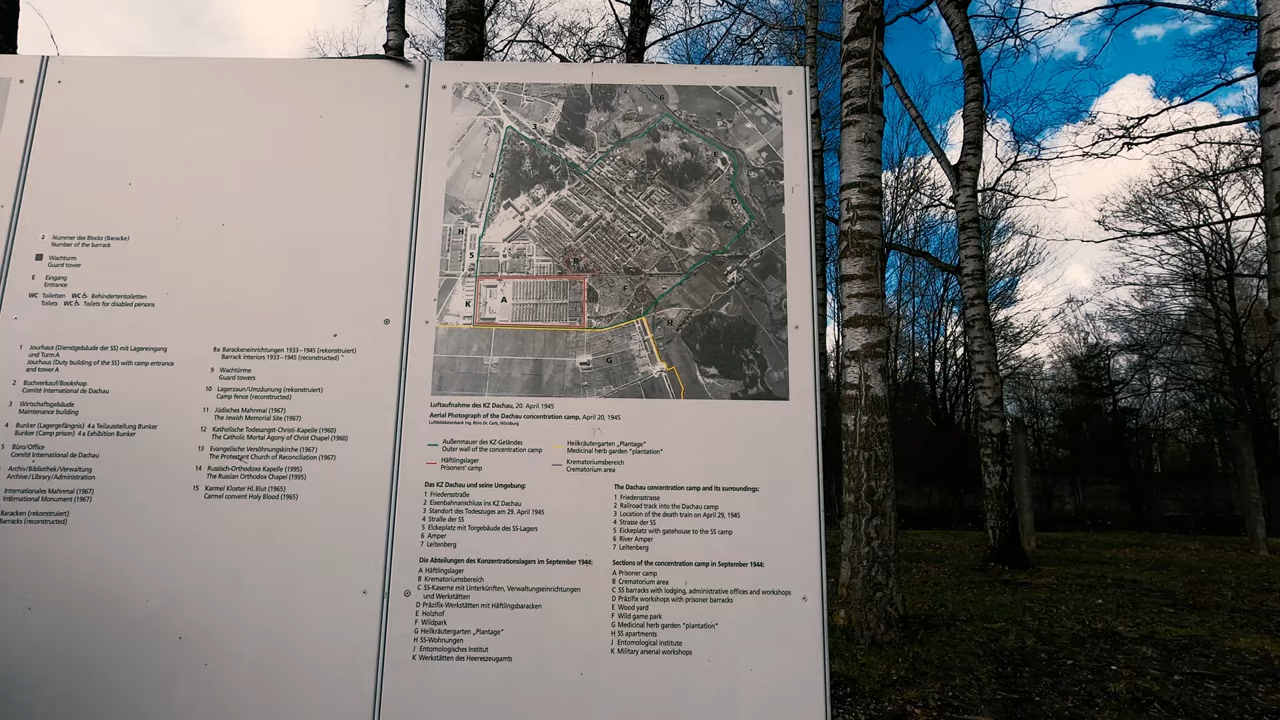 2 Nummer des Blocks (Baracke)
Number of the barrack
Wachturm
Guard tower
E Eingang
Entrance
WC Toiletten WC Behindertentoiletten
Toilets WC Toilets for disabled persons
1 Jourhaus (Dienstgebäude der SS) mit Lagereingang
und Turm A
Jourhaus (Duty building of the SS) with camp entrance
and tower A
2 Buchverkauf/Bookshop
Comité International de Dachau
3 Wirtschaftsgebäude
Maintenance building
4 Bunker (Lagergefängnis) 4a Teilausstellung Bunker
Bunker (Camp prison) 4a Exhibition Bunker
5 Büro/Office
Comité International de Dachau
Archiv/Bibliothek/Verwaltung
Archive/Library/Administration
Internationales Mahnmal (1967)
International Monument (1967)
Baracken (rekonstruiert)
Barracks (reconstructed)
8a Barackeneinrichtungen 1933–1945 (rekonstruiert)
Barrack interiors 1933–1945 (reconstructed)
9 Wachtürme
Guard towers
10 Lagerzaun/Umzäunung (rekonstruiert)
Camp fence (reconstructed)
11 Jüdisches Mahnmal (1967)
The Jewish Memorial Site (1967)
12 Katholische Todesangst-Christi-Kapelle (1960)
The Catholic Mortal Agony of Christ Chapel (1960)
13 Evangelische Versöhnungskirche (1967)
The Protestant Church of Reconciliation (1967)
14 Russisch-Orthodoxe Kapelle (1995)
The Russian Orthodox Chapel (1995)
15 Karmel Kloster Hl. Blut (1965)
Carmel convent Holy Blood (1965)
2
3
6
7
4
E
D
H
5
C
6
B
K
A
F
H
G
Luftaufnahme des KZ Dachau, 20. April 1945
Aerial Photograph of the Dachau concentration camp, April 20, 1945
Luftbilddatenbank Ing. Büro Dr. Carls, Würzburg
Außenmauer des KZ-Geländes
Outer wall of the concentration camp
Häftlingslager
Prisoners' camp
Heilkräutergarten „Plantage"
Medicinal herb garden "plantation"
Krematoriumsbereich
Crematorium area
Das KZ Dachau und seine Umgebung:
1 Friedenstraße
2 Eisenbahnanschluss ins KZ Dachau
3 Standort des Todeszuges am 29. April 1945
4 Straße der SS
5 Eickeplatz mit Torgebäude des SS-Lagers
6 Amper
7 Leitenberg
The Dachau concentration camp and its surroundings:
1 Friedensstrasse
2 Railroad track into the Dachau camp
3 Location of the death train on April 29, 1945
4 Strasse der SS
5 Eickeplatz with gatehouse to the SS camp
6 River Amper
7 Leitenberg
Die Abteilungen des Konzentrationslagers im September 1944:
A Häftlingslager
B Krematoriumsbereich
C SS-Kaserne mit Unterkünften, Verwaltungseinrichtungen
und Werkstätten
D Präzifix-Werkstätten mit Häftlingsbaracken
E Holzhof
F Wildpark
G Heilkräutergarten „Plantage"
H SS-Wohnungen
J Entomologisches Institut
K Werkstätten des Heereszeugamts
Sections of the concentration camp in September 1944:
A Prisoner camp
B Crematorium area
C SS barracks with lodging, administrative offices and workshops
D Präzifix workshops with prisoner barracks
E Wood yard
F Wild game park
G Medicinal herb garden "plantation"
H SS apartments
J Entomological institute
K Military arsenal workshops